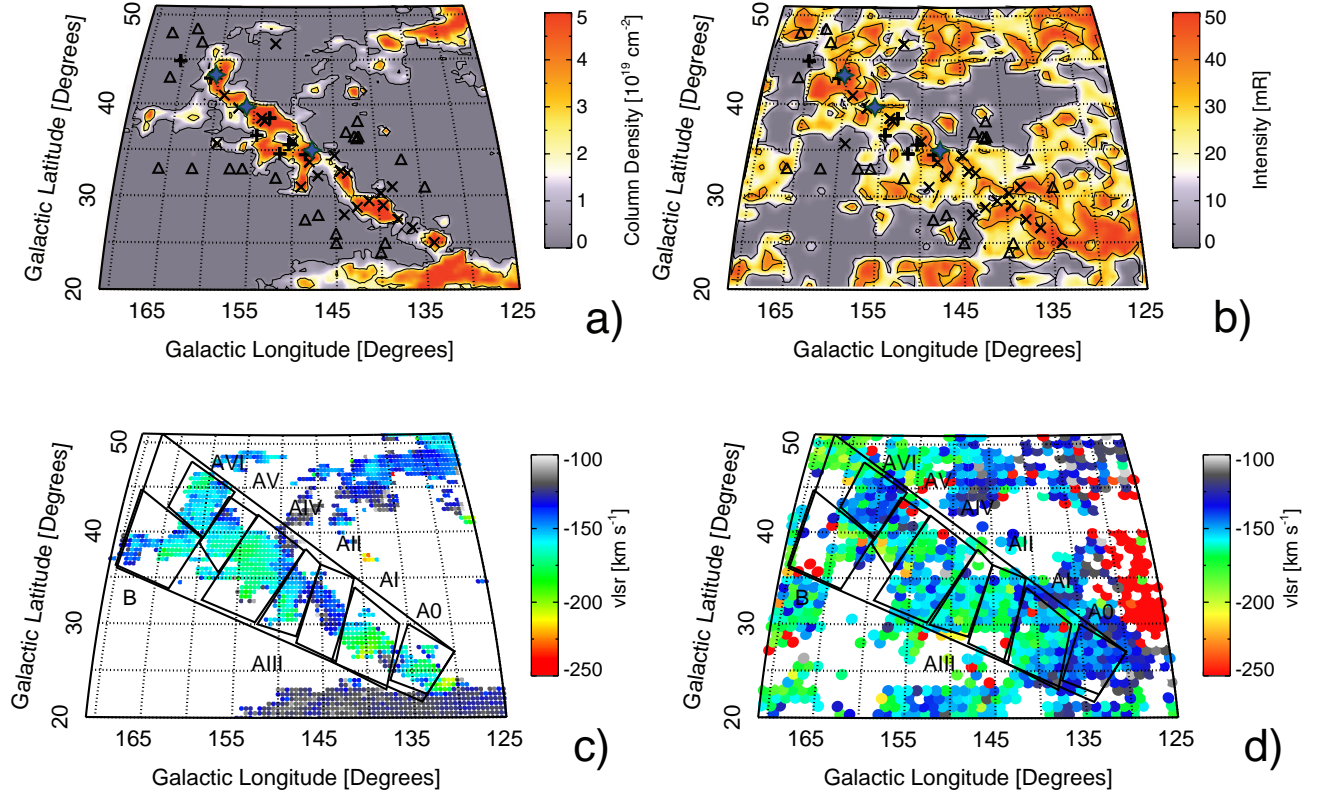 50
40
30
20
Galactic Latitude [Degrees]
165
155
145
135
125
Galactic Longitude [Degrees]
5
4
3
2
1
0
Column Density [10¹⁹ cm⁻²]
a)
50
40
30
20
Galactic Latitude [Degrees]
165
155
145
135
125
Galactic Longitude [Degrees]
50
40
30
20
10
0
Intensity [mR]
b)
50
40
30
20
Galactic Latitude [Degrees]
AVI
AV
AIV
AII
AI
A0
B
AIII
165
155
145
135
125
Galactic Longitude [Degrees]
-100
-150
-200
-250
vlsr [km s⁻¹]
c)
50
40
30
20
Galactic Latitude [Degrees]
AVI
AV
AIV
AII
AI
A0
B
AIII
165
155
145
135
125
Galactic Longitude [Degrees]
-100
-150
-200
-250
vlsr [km s⁻¹]
d)